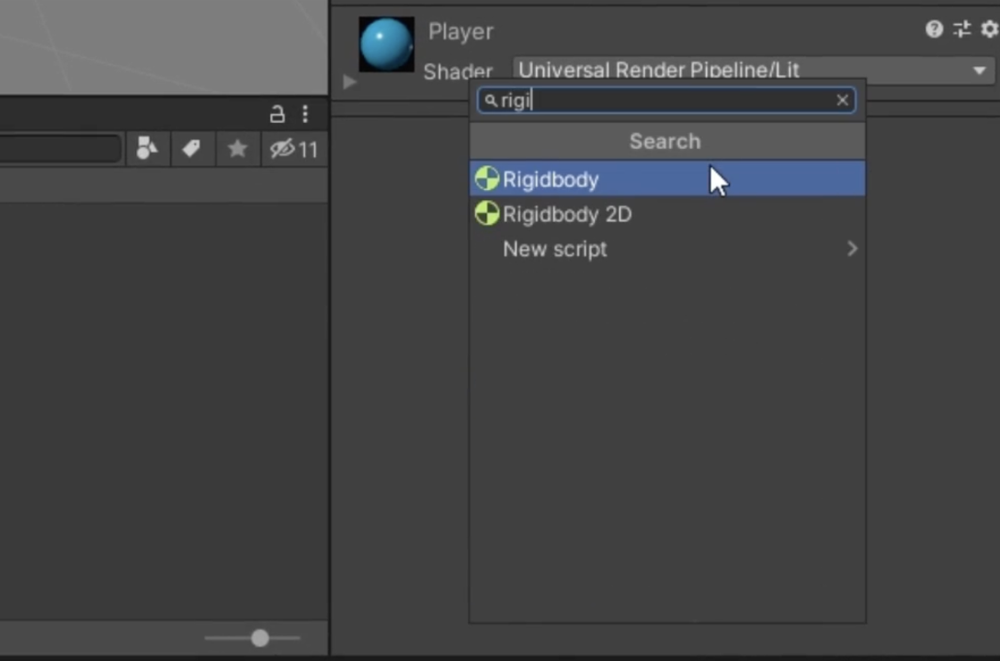 Player
Shader Universal Render Pipeline/Lit
rigi
Search
11
Rigidbody
Rigidbody 2D
New script